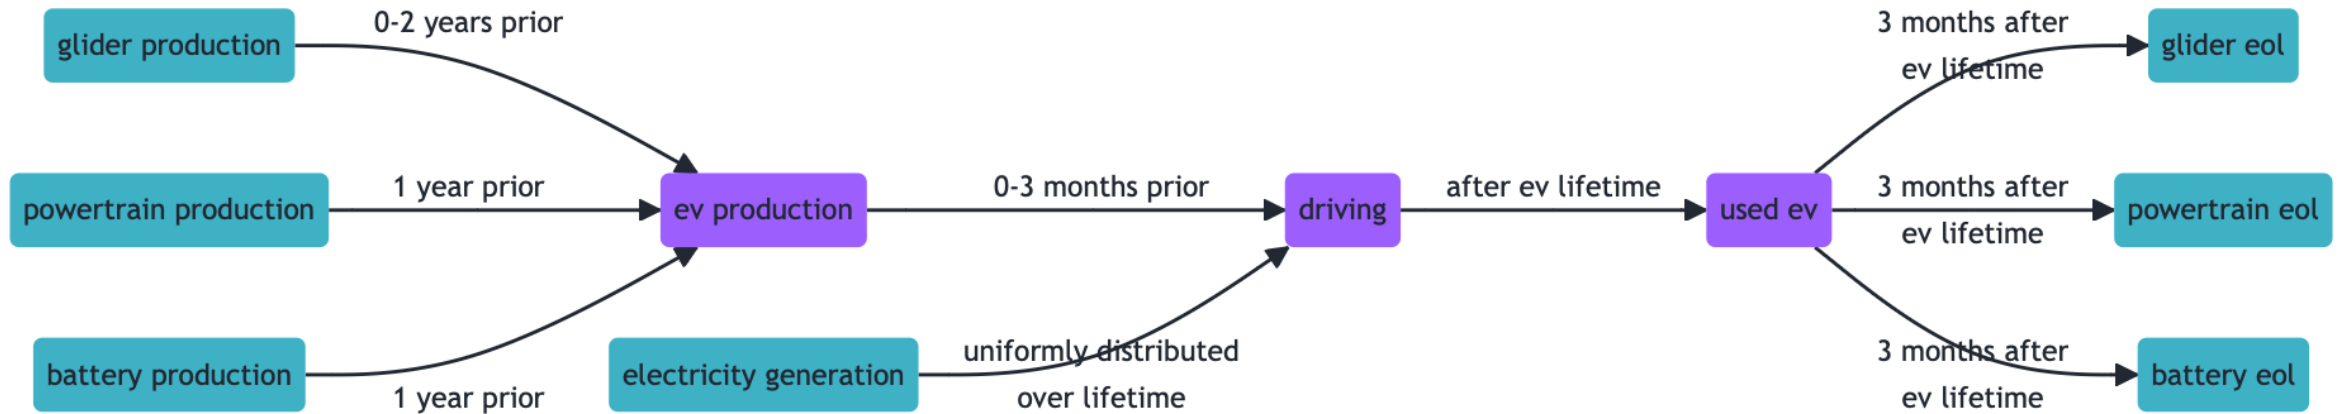 glider production
0-2 years prior
powertrain production
1 year prior
battery production
1 year prior
ev production
0-3 months prior
electricity generation
uniformly distributed
over lifetime
driving
after ev lifetime
used ev
3 months after
ev lifetime
glider eol
3 months after
ev lifetime
powertrain eol
3 months after
ev lifetime
battery eol